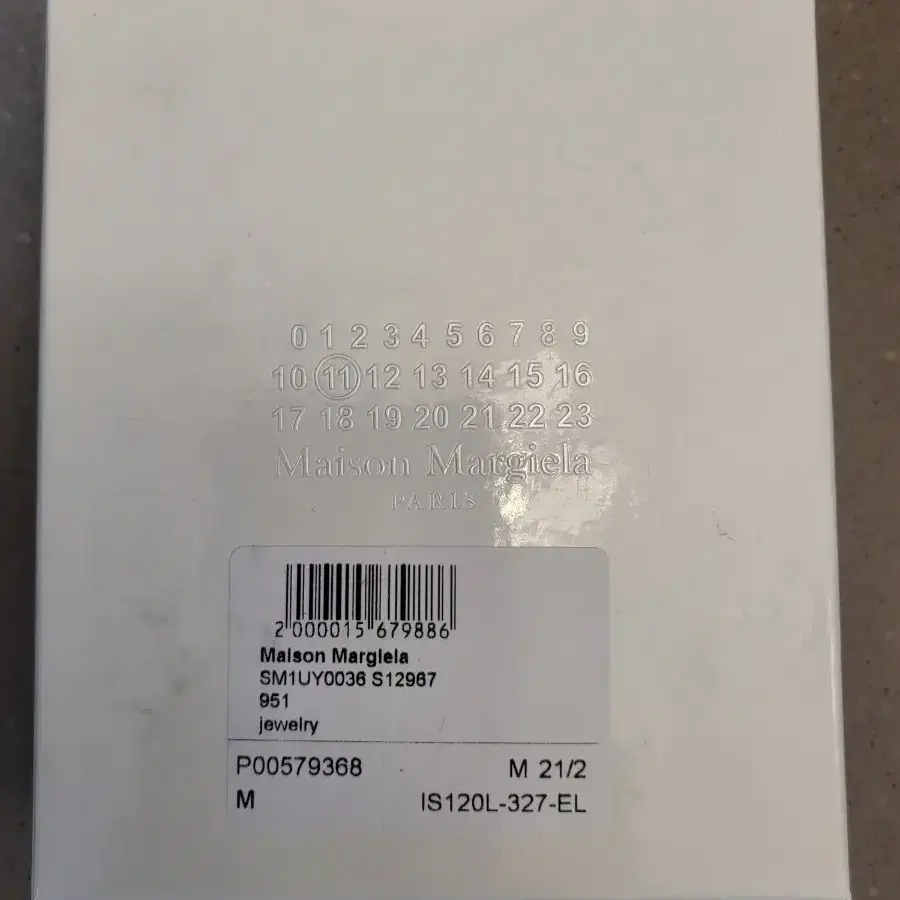 0 1 2 3 4 5 6 7 8 9
10 11 12 13 14 15 16
17 18 19 20 21 22 23
Maison Margiela
PARIS
2 000015 679886
Maison Margiela
SM1UY0036 S12967
951
jewelry
P00579368 M 21/2
M IS120L-327-EL